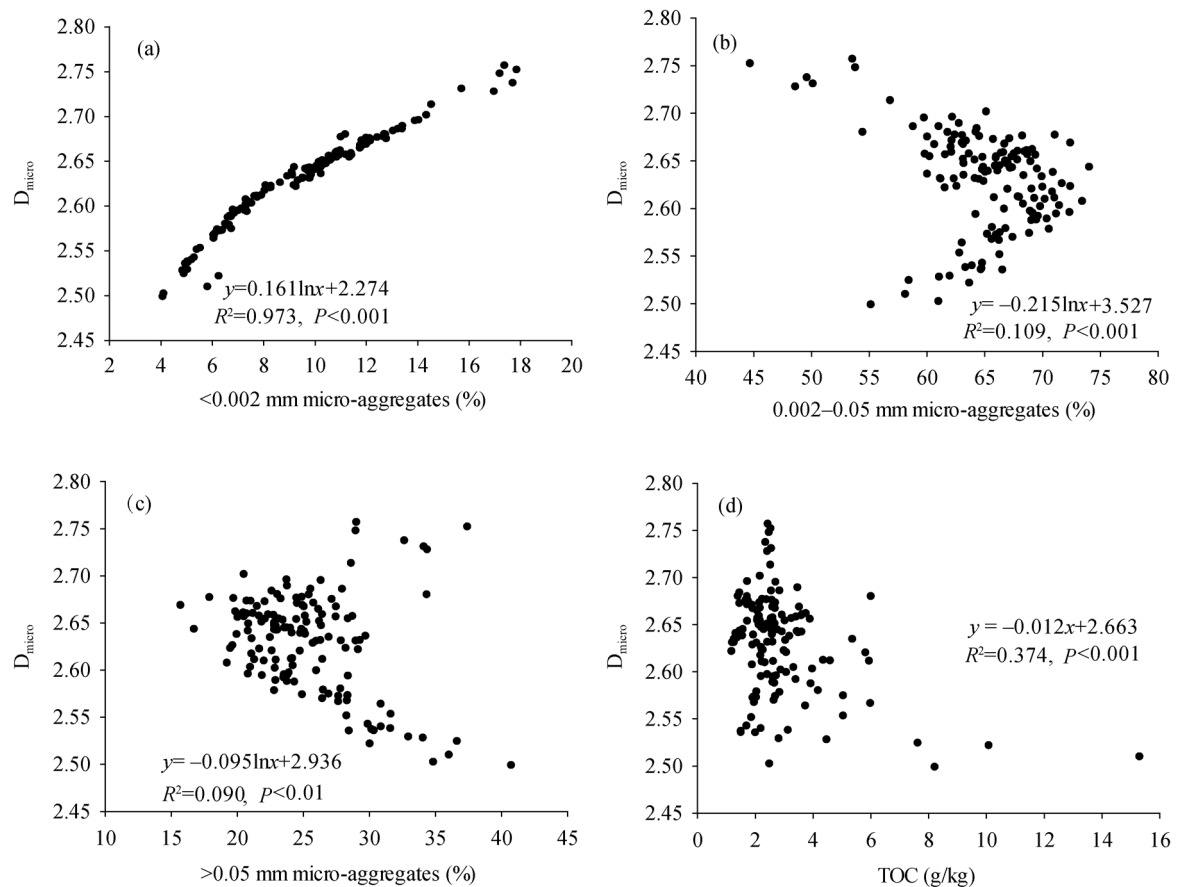 (a)
2.80
2.75
2.70
2.65
2.60
2.55
2.50
2.45
D_micro
y=0.161lnx+2.274
R²=0.973, P<0.001
2 4 6 8 10 12 14 16 18 20
<0.002 mm micro-aggregates (%)
(b)
2.80
2.75
2.70
2.65
2.60
2.55
2.50
2.45
D_micro
y= –0.215lnx+3.527
R²=0.109, P<0.001
40 45 50 55 60 65 70 75 80
0.002–0.05 mm micro-aggregates (%)
(c)
2.80
2.75
2.70
2.65
2.60
2.55
2.50
2.45
D_micro
y= –0.095lnx+2.936
R²=0.090, P<0.01
10 15 20 25 30 35 40 45
>0.05 mm micro-aggregates (%)
(d)
2.80
2.75
2.70
2.65
2.60
2.55
2.50
2.45
D_micro
y = –0.012x+2.663
R²=0.374, P<0.001
0 2 4 6 8 10 12 14 16
TOC (g/kg)